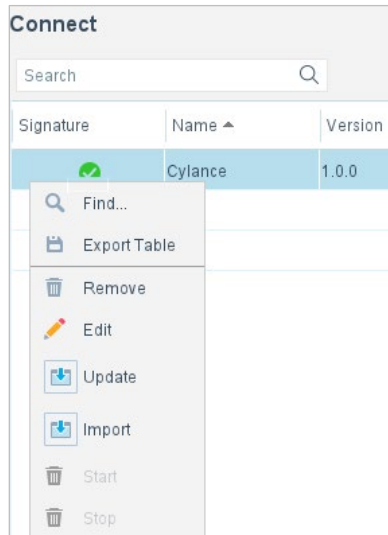 Connect
Search
Signature Name Version
Cylance 1.0.0
Find...
Export Table
Remove
Edit
Update
Import
Start
Stop